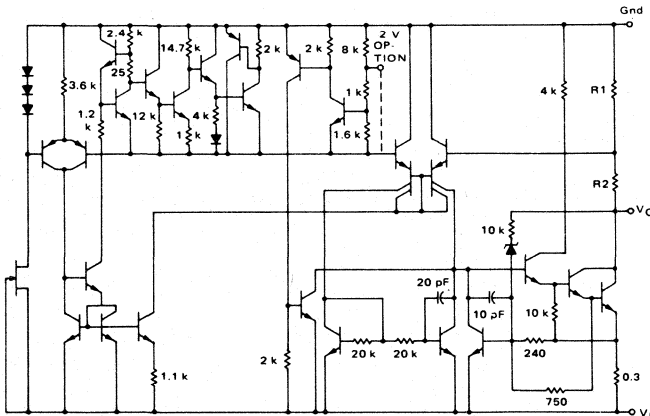 Gnd
2.4 k
14.7 k
2 k
2 k
8 k
2 V
OP-
TION
3.6 k
25
4 k
R1
1.2
k
12 k
4 k
1 k
1 k
1.6 k
R2
10 k
20 pF
10 pF
10 k
2 k
20 k
20 k
240
1.1 k
0.3
750